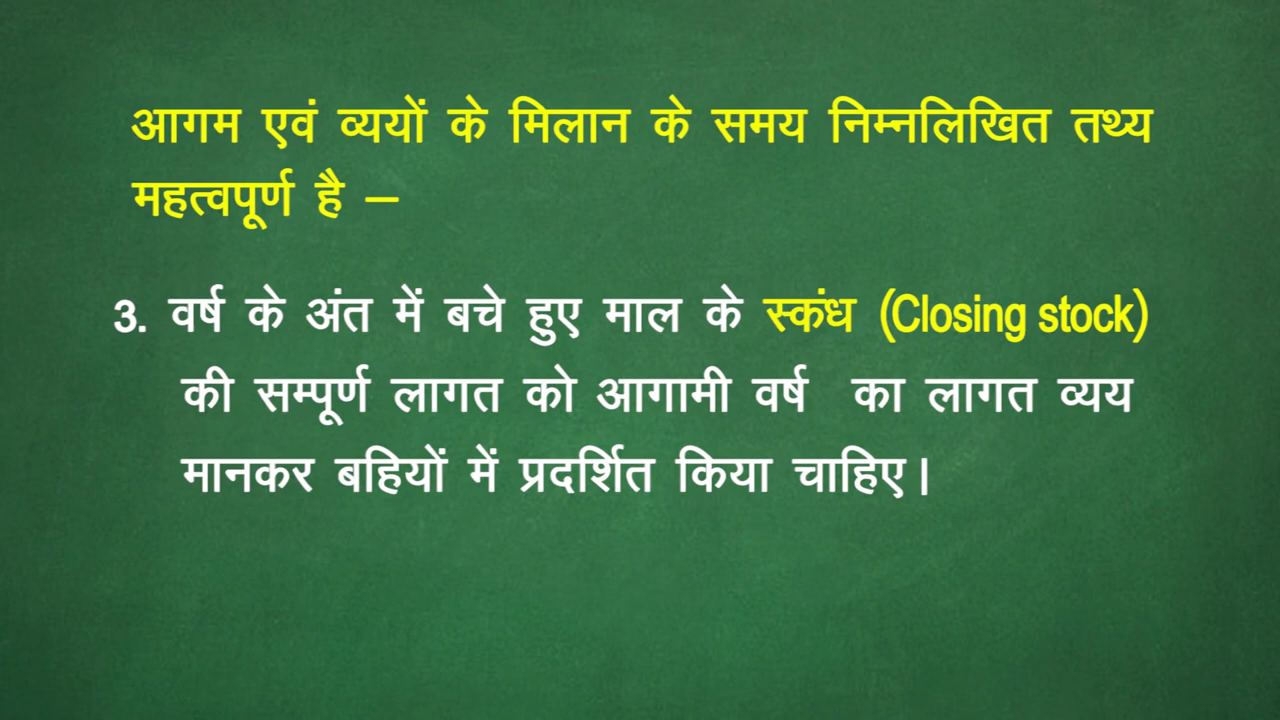 आगम एवं व्ययों के मिलान के समय निम्नलिखित तथ्य
महत्वपूर्ण है –
3. वर्ष के अंत में बचे हुए माल के स्कंध (Closing stock)
की सम्पूर्ण लागत को आगामी वर्ष का लागत व्यय
मानकर बहियों में प्रदर्शित किया चाहिए।